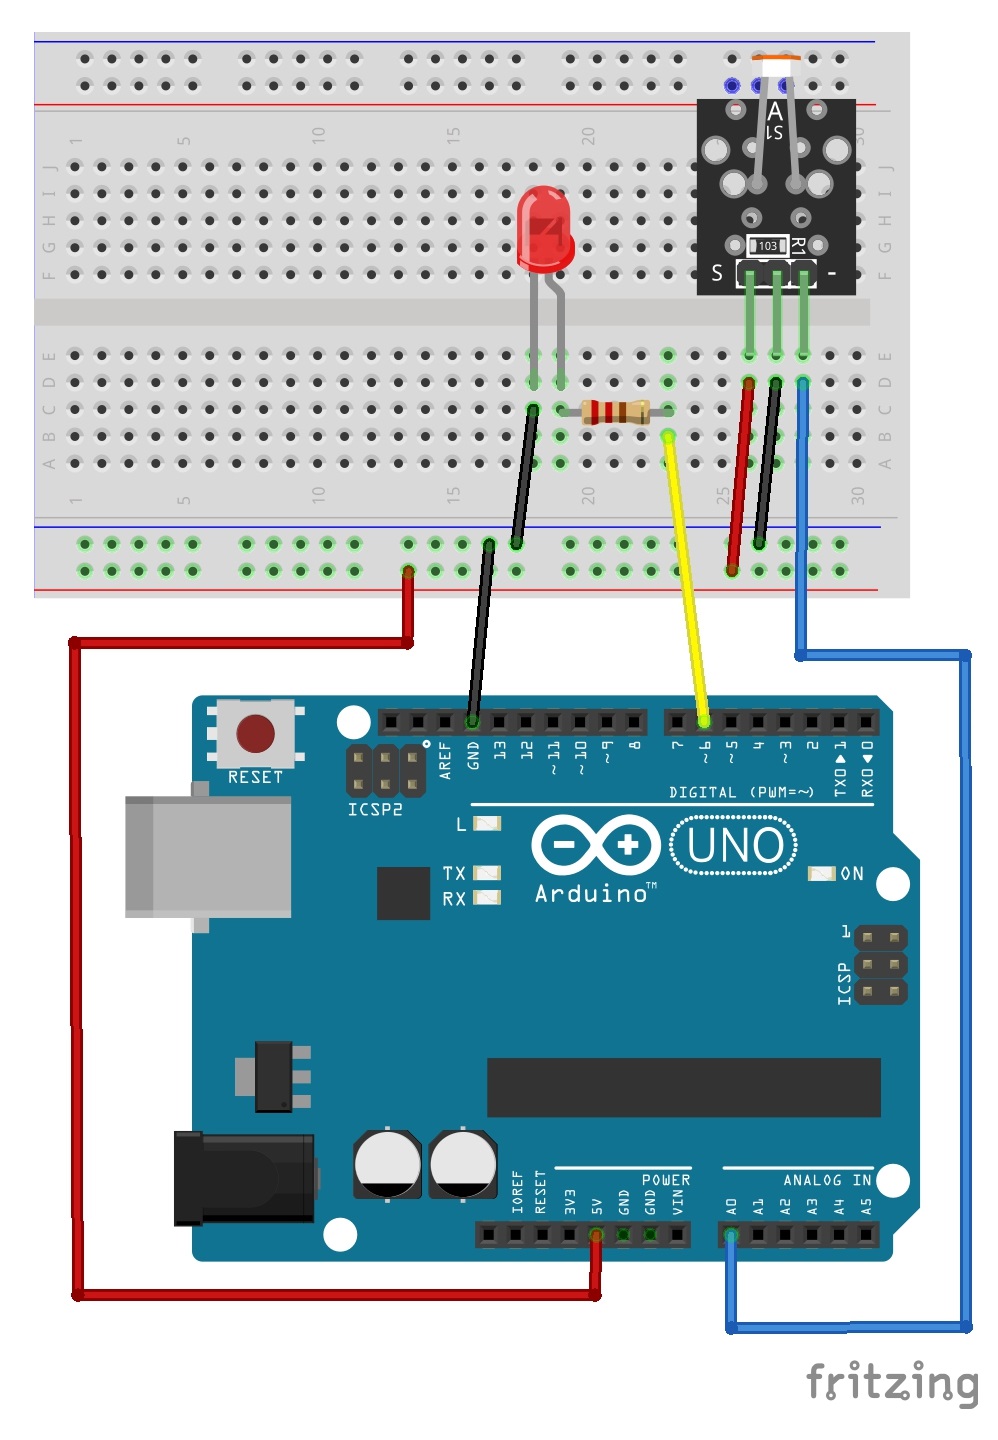 1 5 10 15 20 30
J J
I I
H H
G G
F F
A
S1
103 R1
S -
E E
D D
C C
B B
A A
1 5 10 15 20 25 30
RESET
AREF GND 13 12 ~11 ~10 ~9 8 7 ~6 ~5 4 ~3 2 TX0▶1 RX0◀0
ICSP2
DIGITAL (PWM=~)
L
TX
RX
- +
UNO
Arduino™
ON
1
ICSP
POWER
ANALOG IN
IOREF RESET 3V3 5V GND GND VIN A0 A1 A2 A3 A4 A5
fritzing